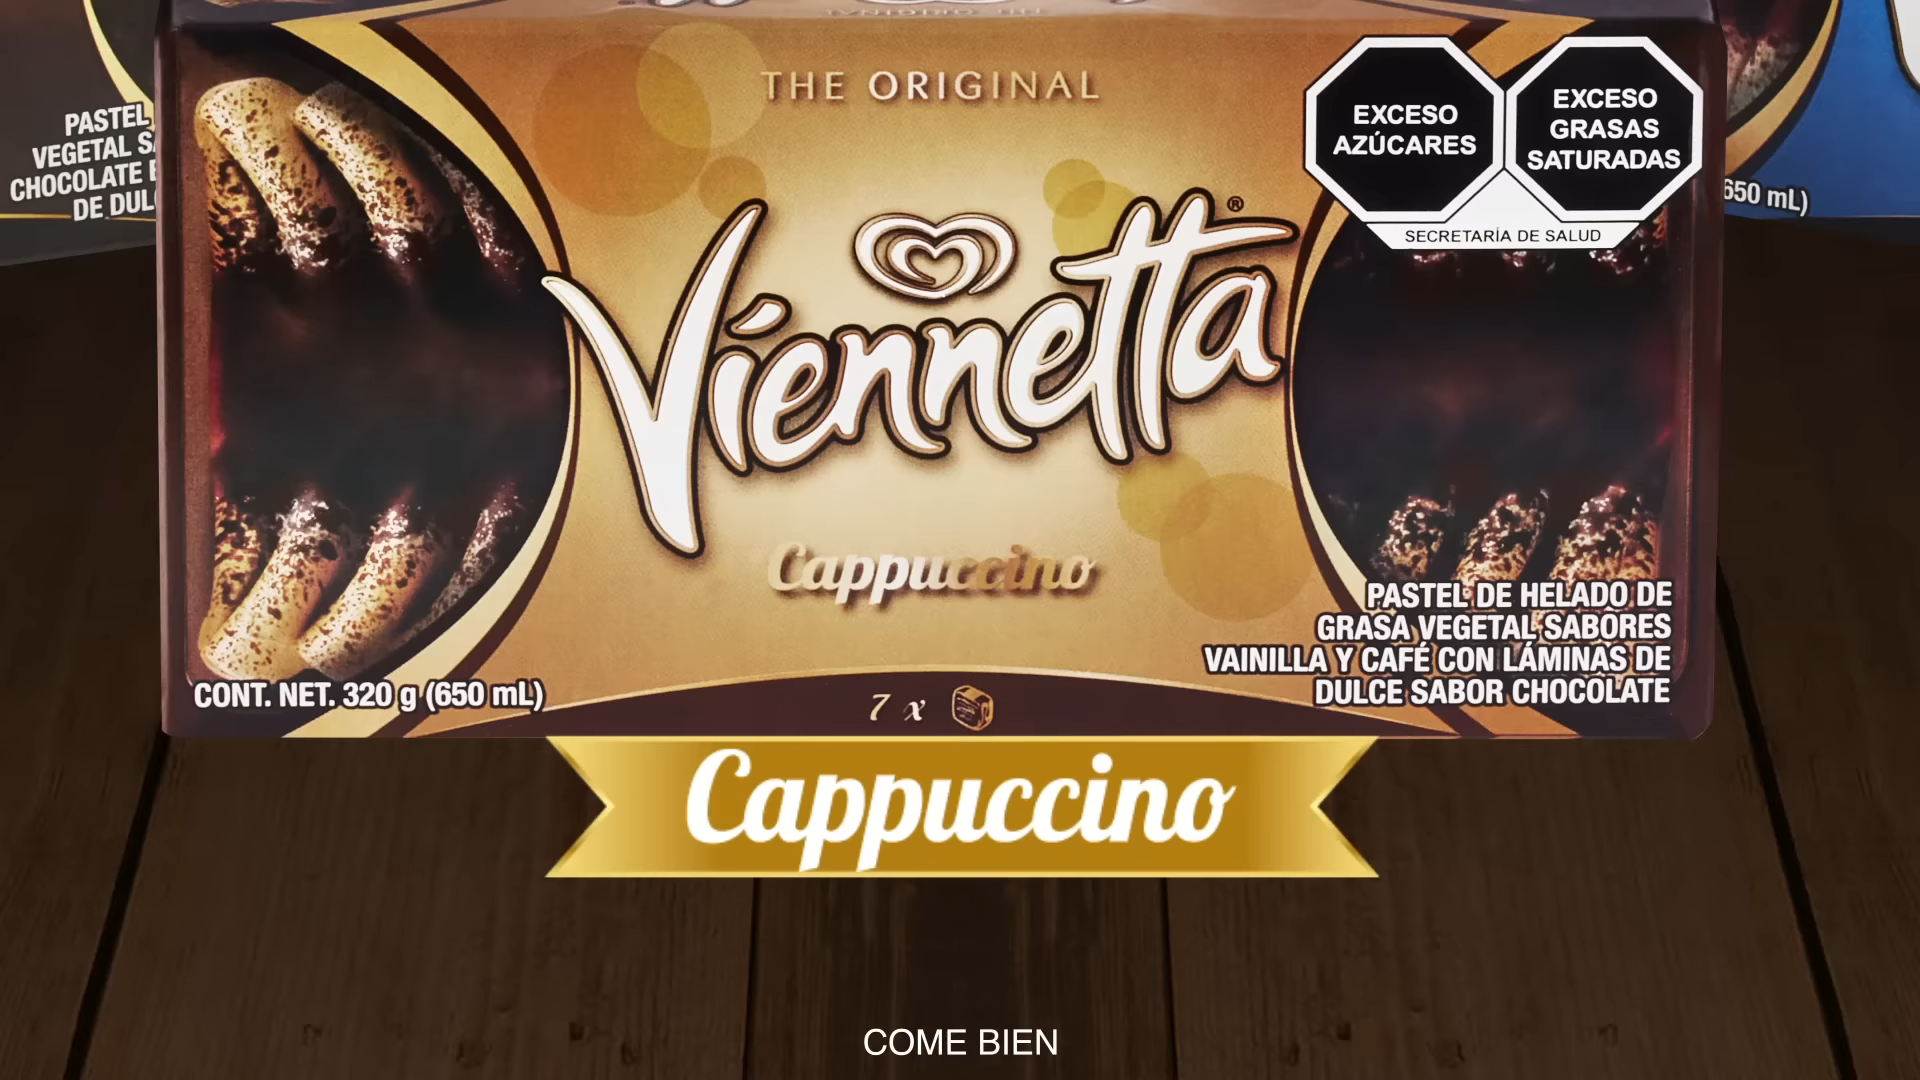 THE ORIGINAL
Viennetta®
Cappuccino
EXCESO
AZÚCARES
EXCESO
GRASAS
SATURADAS
SECRETARÍA DE SALUD
PASTEL
VEGETAL
CHOCOLATE
DE
650 mL)
PASTEL DE HELADO DE
GRASA VEGETAL SABORES
VAINILLA Y CAFÉ CON LÁMINAS DE
DULCE SABOR CHOCOLATE
CONT. NET. 320 g (650 mL)
7 x
Cappuccino
COME BIEN